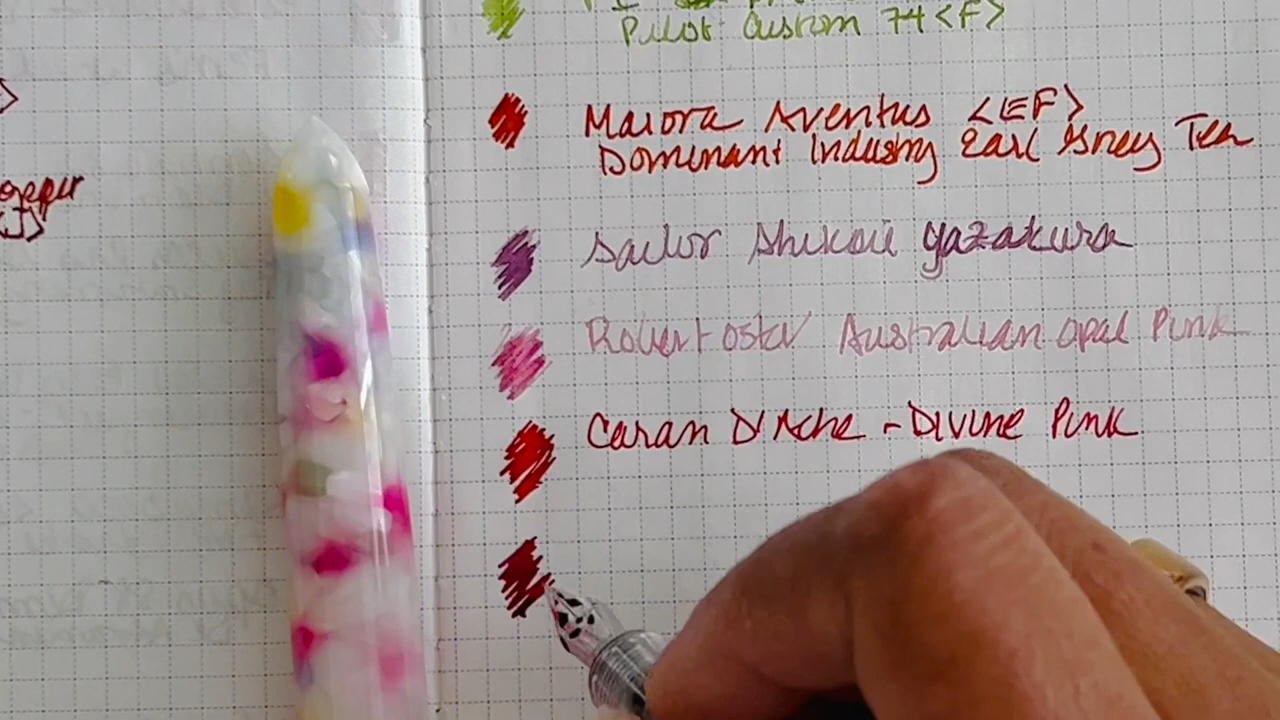 Pilot Custom 74 <F>
Maiora Aventus <EF>
Dominant Industry Earl Grey Tea
Sailor Shikiori yozakura
Robert oster Australian opal Pink
Caran D'Ache - Divine Pink